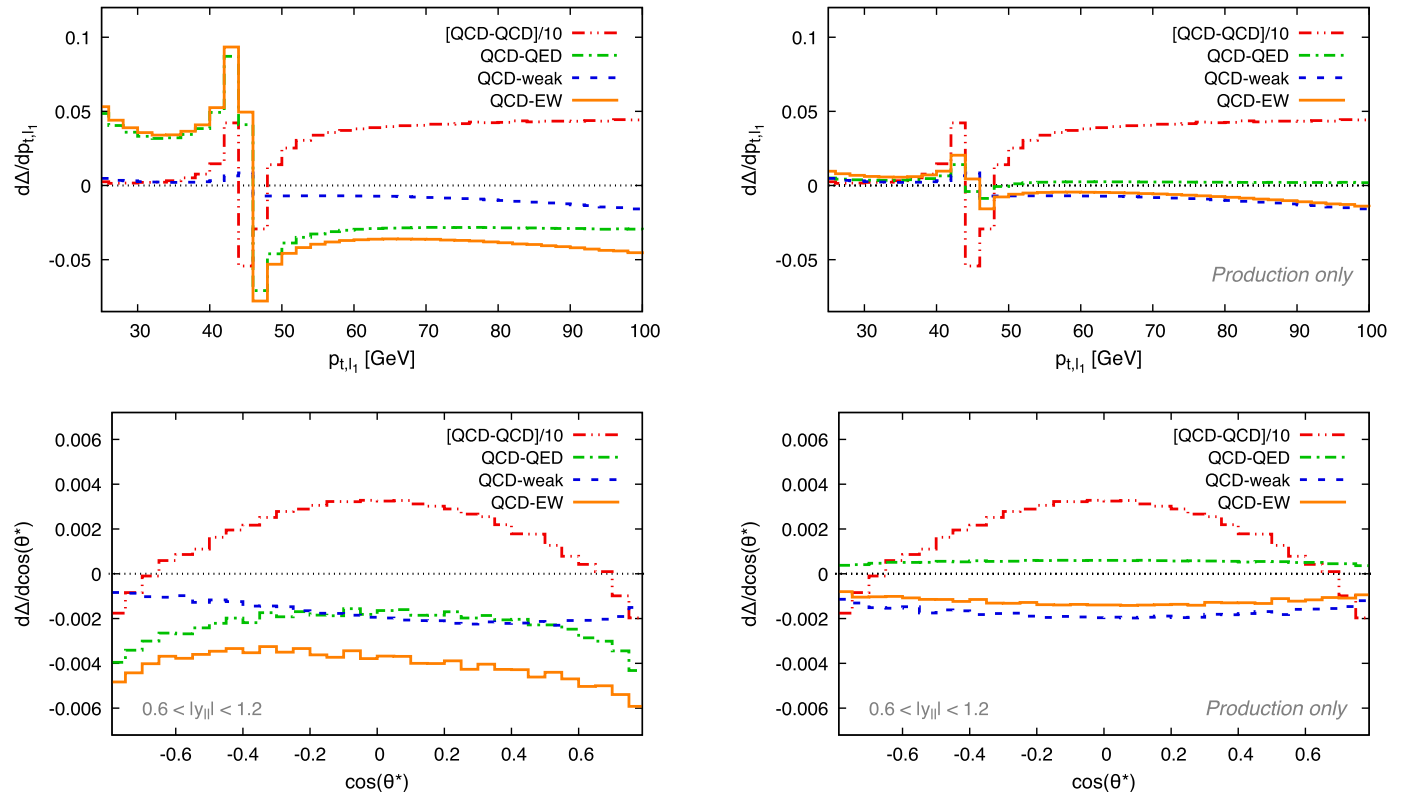 dΔ/dp_{t,l_1}
0.1
0.05
0
-0.05
[QCD-QCD]/10
QCD-QED
QCD-weak
QCD-EW
30 40 50 60 70 80 90 100
p_{t,l_1} [GeV]
dΔ/dp_{t,l_1}
0.1
0.05
0
-0.05
[QCD-QCD]/10
QCD-QED
QCD-weak
QCD-EW
Production only
30 40 50 60 70 80 90 100
p_{t,l_1} [GeV]
dΔ/dcos(θ*)
0.006
0.004
0.002
0
-0.002
-0.004
-0.006
[QCD-QCD]/10
QCD-QED
QCD-weak
QCD-EW
0.6 < |y_{ll}| < 1.2
-0.6 -0.4 -0.2 0 0.2 0.4 0.6
cos(θ*)
dΔ/dcos(θ*)
0.006
0.004
0.002
0
-0.002
-0.004
-0.006
[QCD-QCD]/10
QCD-QED
QCD-weak
QCD-EW
0.6 < |y_{ll}| < 1.2
Production only
-0.6 -0.4 -0.2 0 0.2 0.4 0.6
cos(θ*)